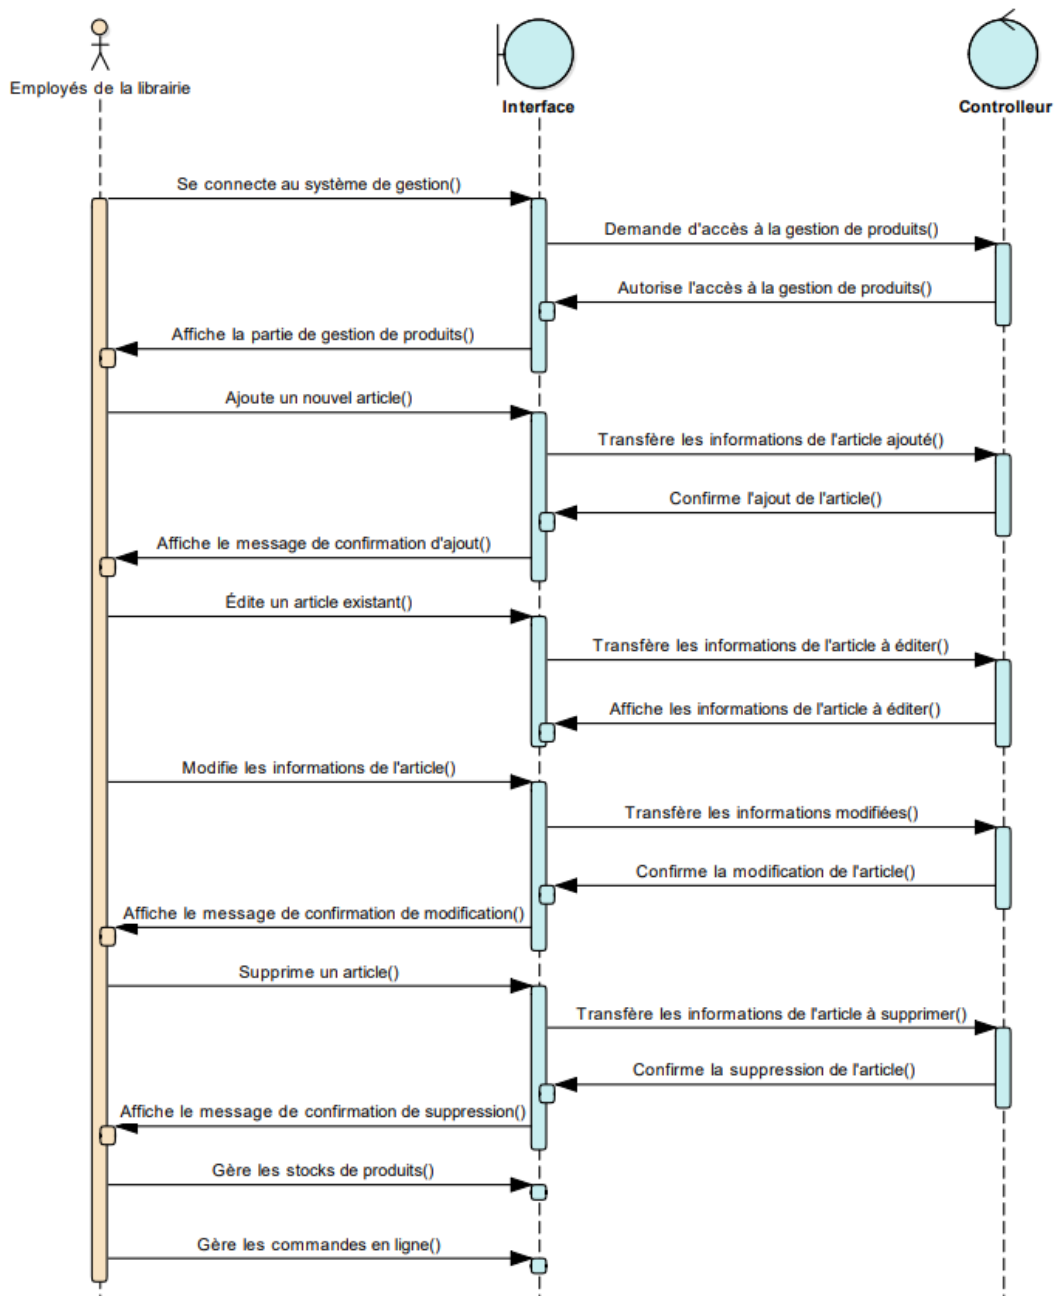 Employés de la librairie
Interface
Controlleur
Se connecte au système de gestion()
Demande d'accès à la gestion de produits()
Autorise l'accès à la gestion de produits()
Affiche la partie de gestion de produits()
Ajoute un nouvel article()
Transfère les informations de l'article ajouté()
Confirme l'ajout de l'article()
Affiche le message de confirmation d'ajout()
Édite un article existant()
Transfère les informations de l'article à éditer()
Affiche les informations de l'article à éditer()
Modifie les informations de l'article()
Transfère les informations modifiées()
Confirme la modification de l'article()
Affiche le message de confirmation de modification()
Supprime un article()
Transfère les informations de l'article à supprimer()
Confirme la suppression de l'article()
Affiche le message de confirmation de suppression()
Gère les stocks de produits()
Gère les commandes en ligne()